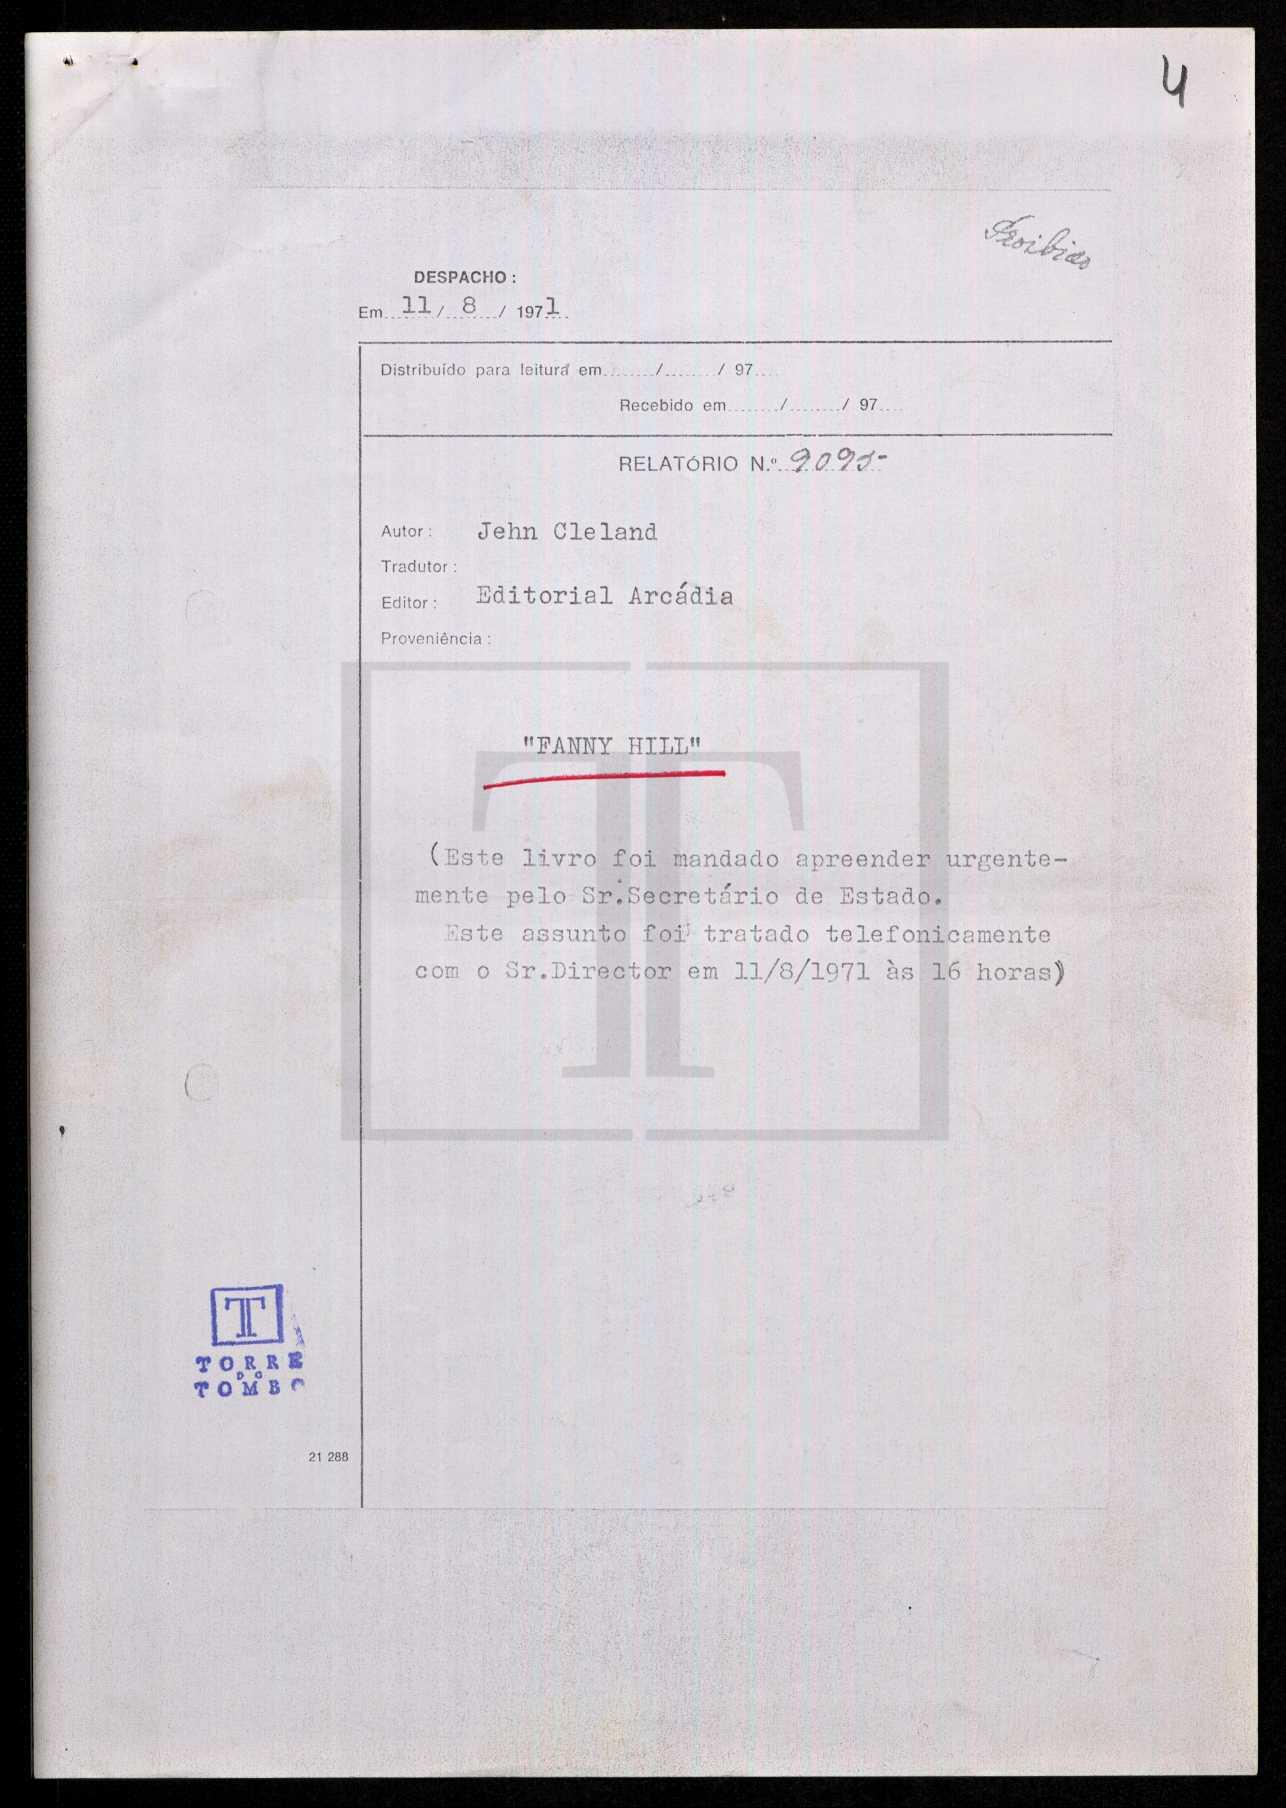 4
Proibido
DESPACHO :
Em 11 / 8 / 1971
Distribuído para leitura em......../......../ 97....
Recebido em......../......../ 97....
RELATÓRIO N.º 9095
Autor : Jehn Cleland
Tradutor :
Editor : Editorial Arcádia
Proveniência :
"FANNY HILL"
(Este livro foi mandado apreender urgente-
mente pelo Sr.Secretário de Estado.
Este assunto foi tratado telefonicamente
com o Sr.Director em 11/8/1971 às 16 horas)
T
TORRE
DO
TOMBO
21 288